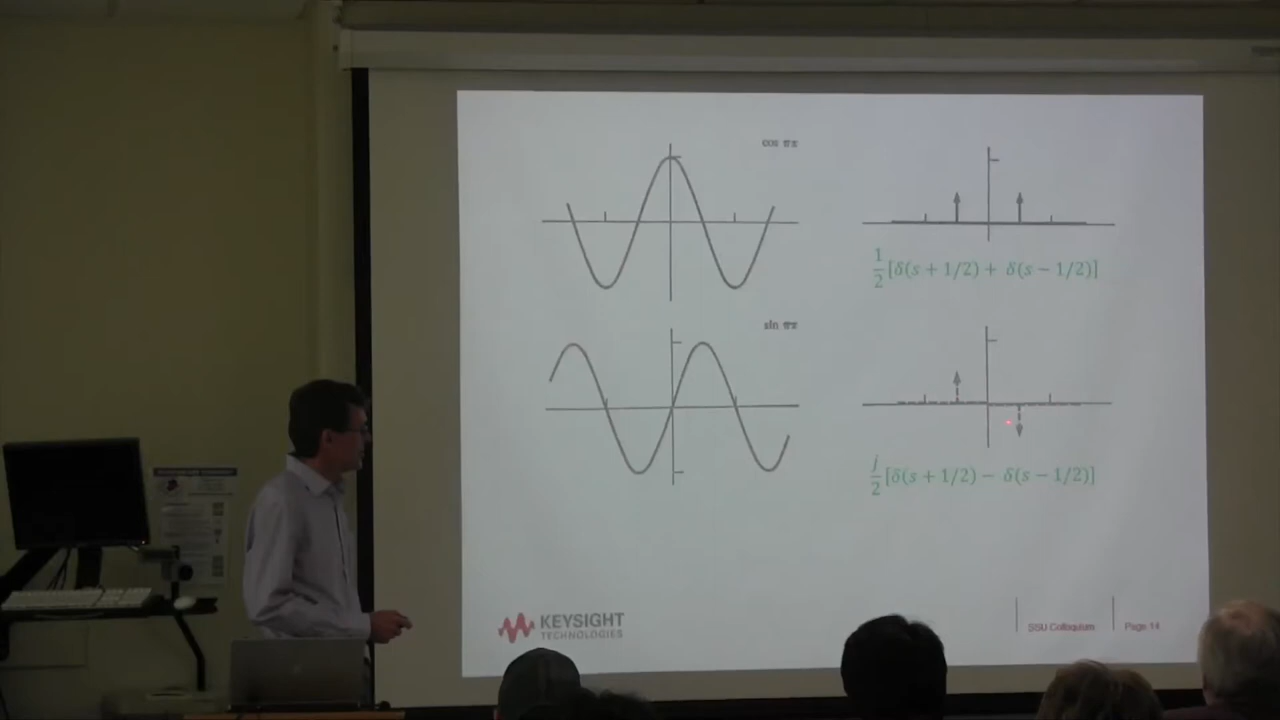 cos πx
½[δ(s + 1/2) + δ(s − 1/2)]
sin πx
j/2[δ(s + 1/2) − δ(s − 1/2)]
KEYSIGHT
TECHNOLOGIES
SSU Colloquium
Page 14